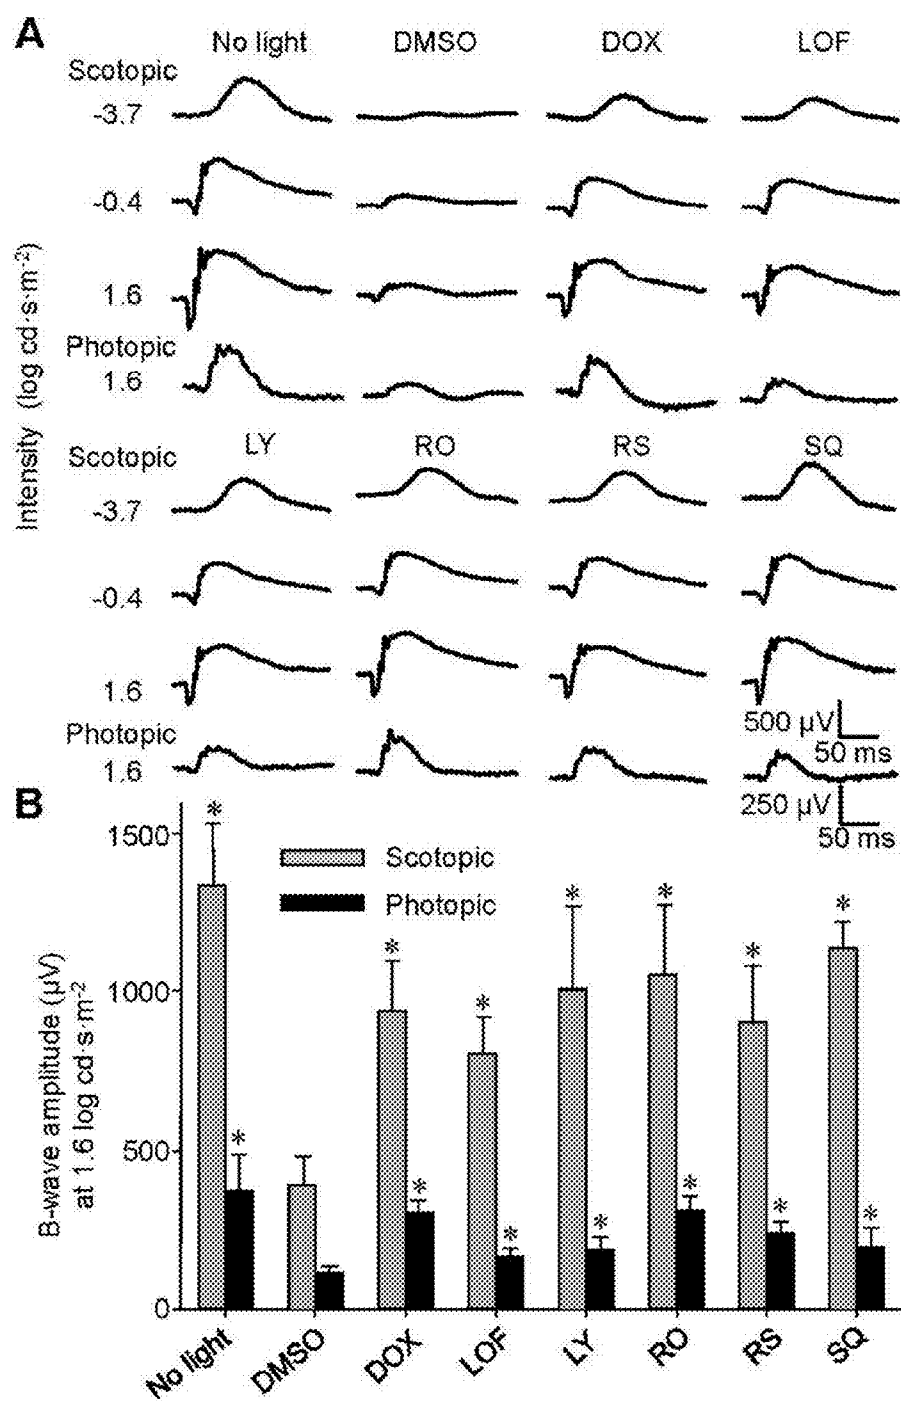 A
No light DMSO DOX LOF
Scotopic
-3.7
-0.4
1.6
Photopic
1.6
Intensity (log cd·s·m⁻²)
LY RO RS SQ
Scotopic
-3.7
-0.4
1.6
500 µV
50 ms
Photopic
1.6
250 µV
50 ms
B
*
1500
Scotopic
Photopic
* * * * * *
1000
500
* * * * * * *
0
B-wave amplitude (µV)
at 1.6 log cd·s·m⁻²
No light DMSO DOX LOF LY RO RS SQ